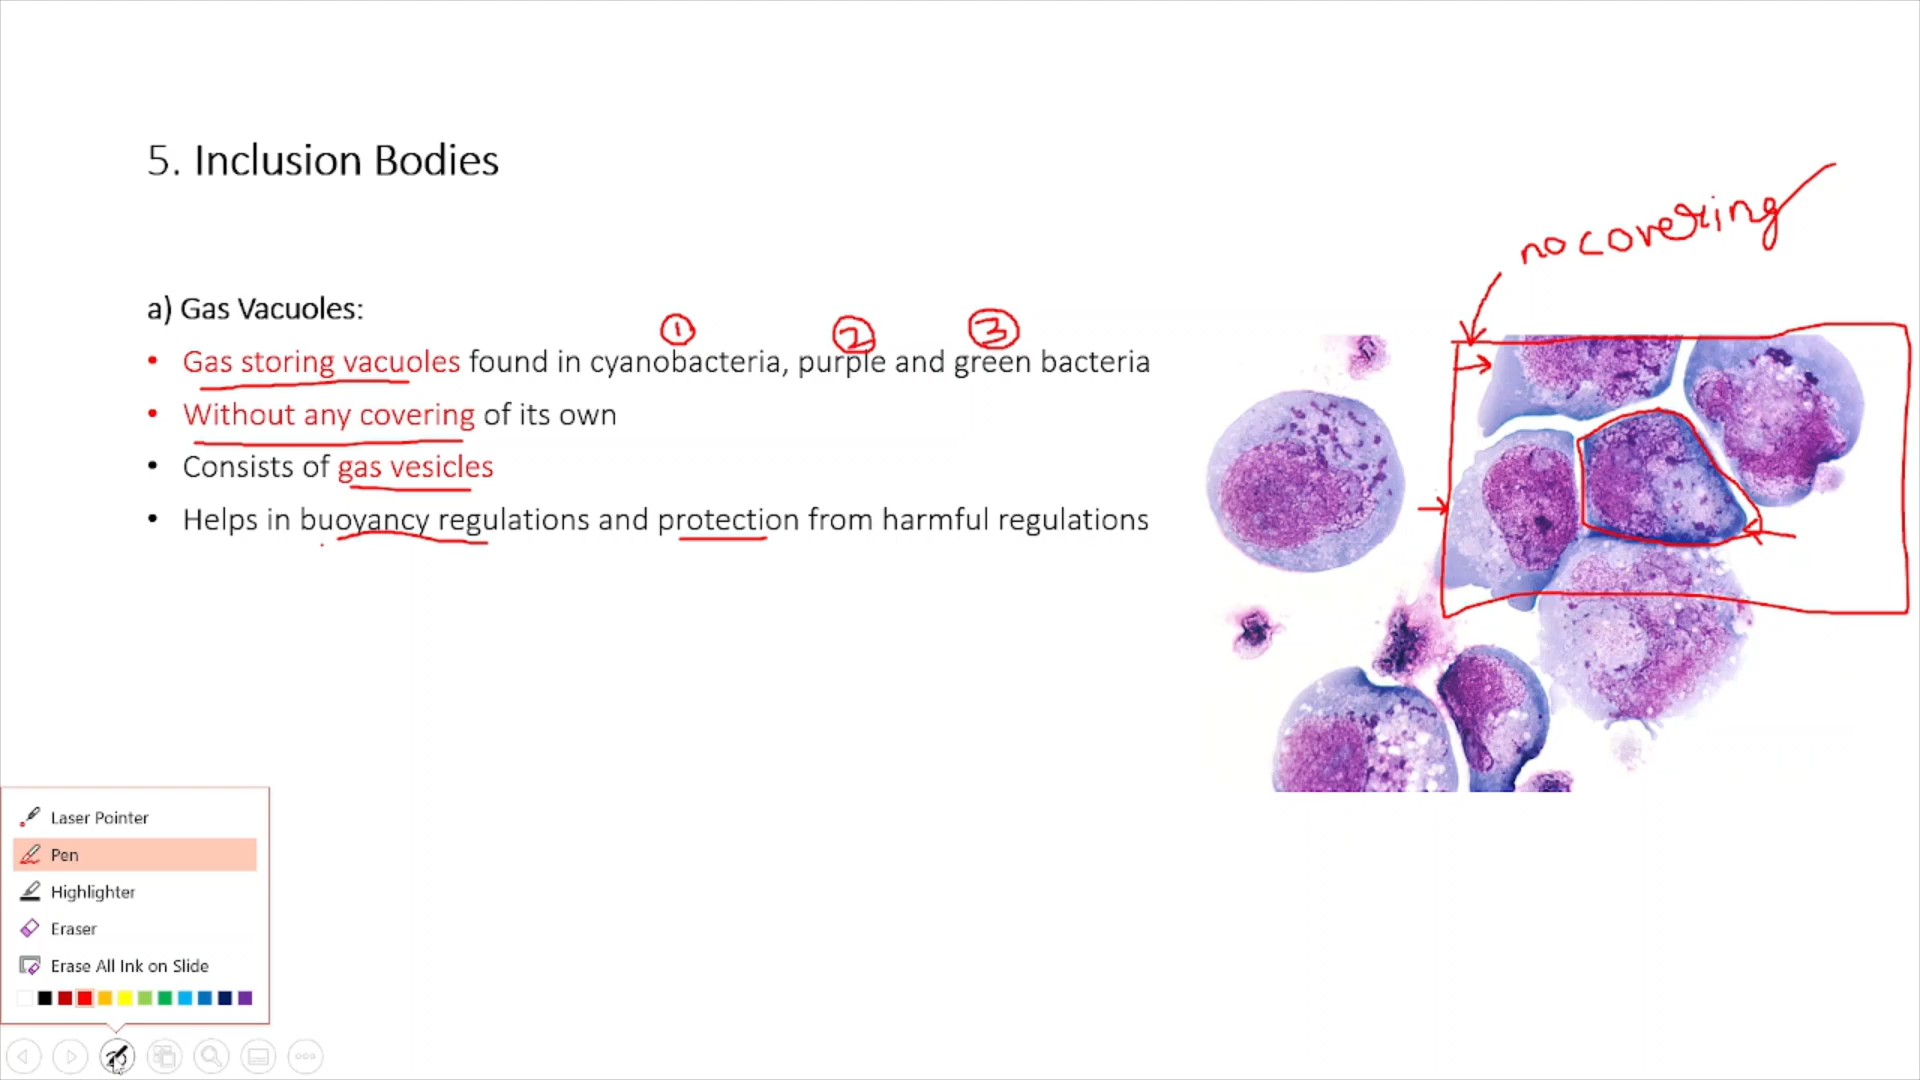 5. Inclusion Bodies
no covering
a) Gas Vacuoles:
1 2 3
• Gas storing vacuoles found in cyanobacteria, purple and green bacteria
• Without any covering of its own
• Consists of gas vesicles
• Helps in buoyancy regulations and protection from harmful regulations
Laser Pointer
Pen
Highlighter
Eraser
Erase All Ink on Slide